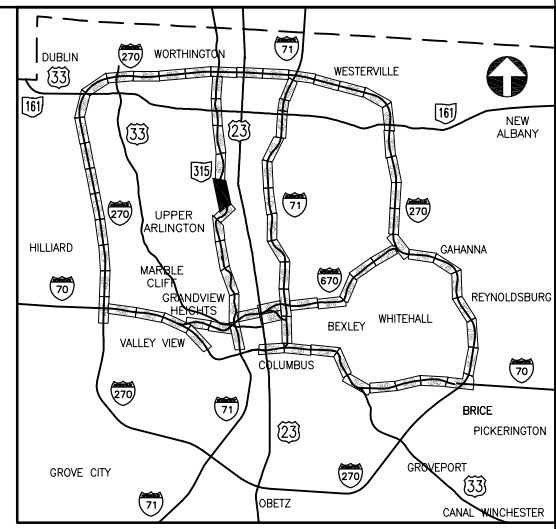 DUBLIN
33
270
WORTHINGTON
71
WESTERVILLE
161
33
23
161
NEW
ALBANY
315
270
UPPER
ARLINGTON
71
270
HILLIARD
70
MARBLE
CLIFF
GRANDVIEW
HEIGHTS
670
GAHANNA
REYNOLDSBURG
BEXLEY
WHITEHALL
VALLEY VIEW
COLUMBUS
70
270
71
23
BRICE
PICKERINGTON
GROVE CITY
71
OBETZ
270
GROVEPORT
33
CANAL WINCHESTER